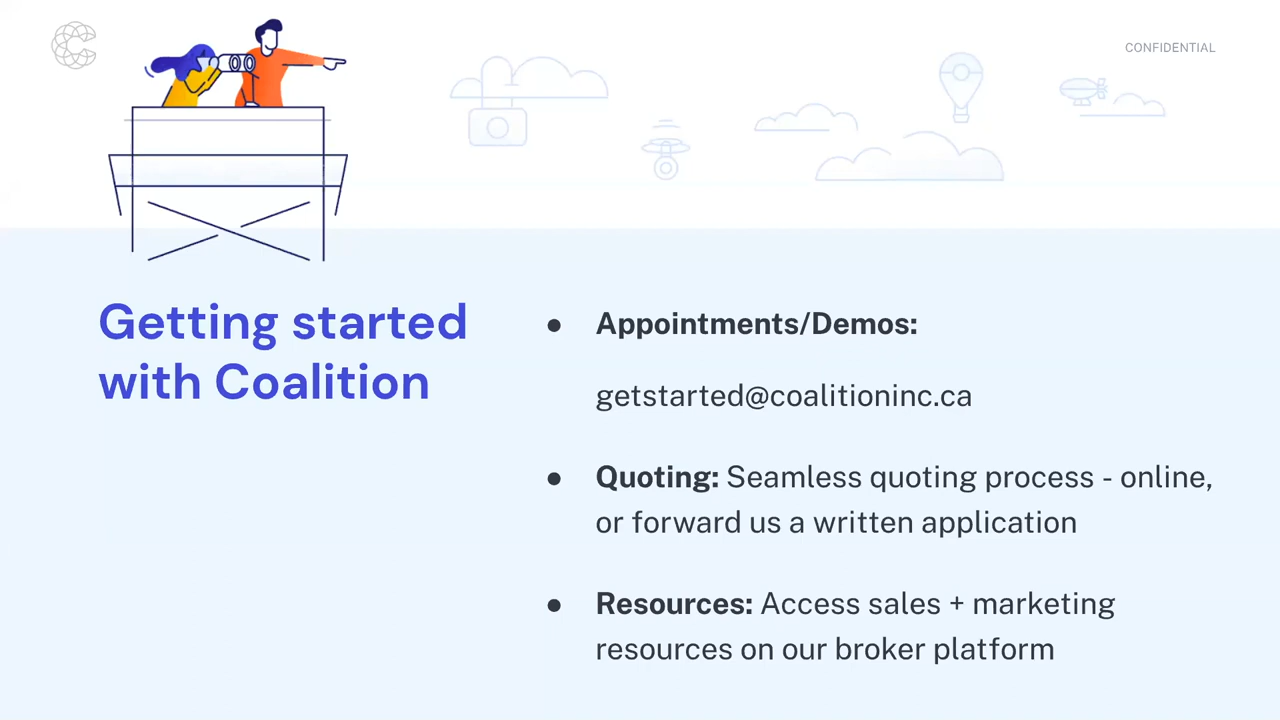 CONFIDENTIAL
Getting started
with Coalition
● Appointments/Demos:
getstarted@coalitioninc.ca
● Quoting: Seamless quoting process - online,
or forward us a written application
● Resources: Access sales + marketing
resources on our broker platform